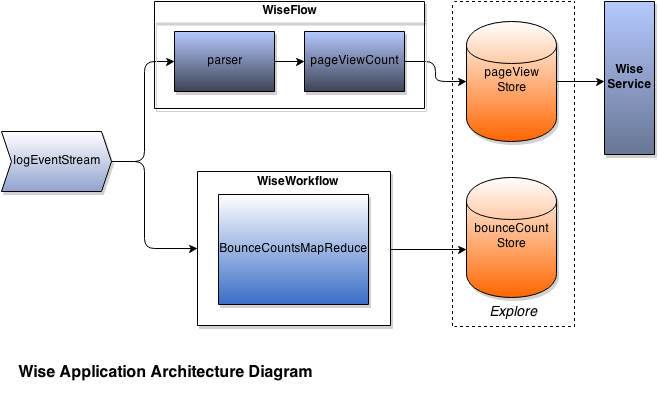 WiseFlow
parser
pageViewCount
pageView
Store
Wise
Service
logEventStream
WiseWorkflow
BounceCountsMapReduce
bounceCount
Store
Explore
Wise Application Architecture Diagram